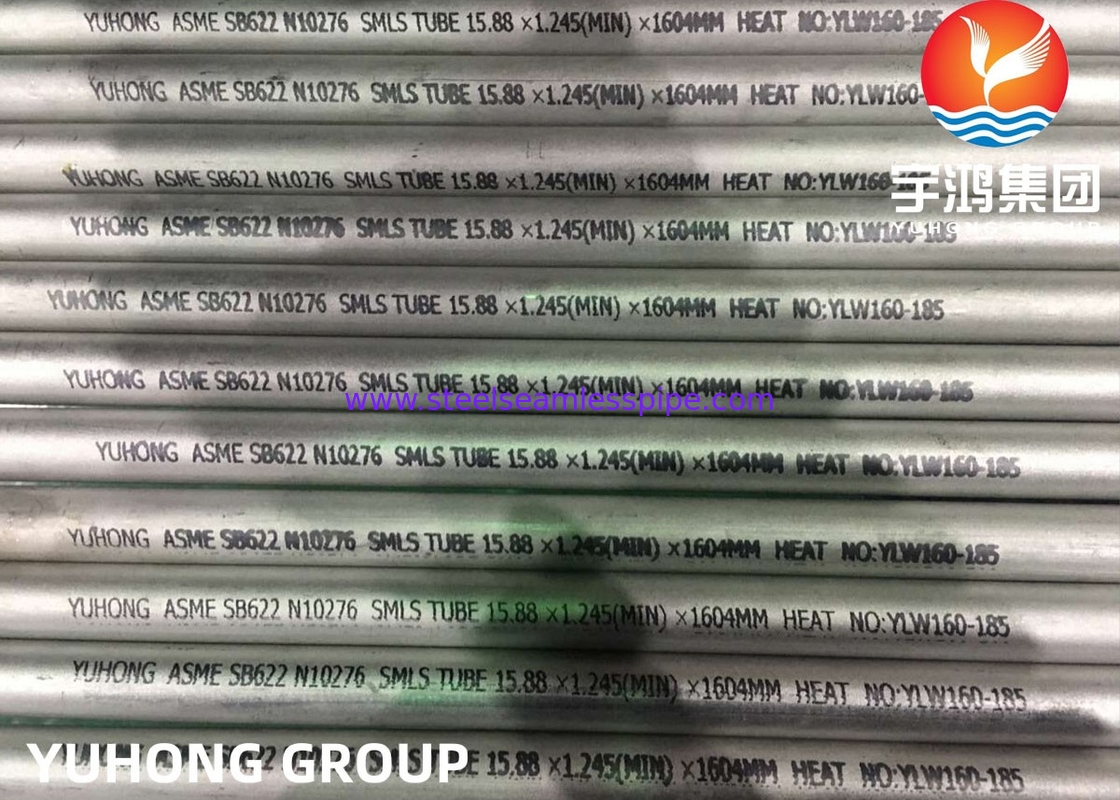 YUHONG ASME SB622 N10276 SMLS TUBE 15.88 ×1.245(MIN) ×1604MM HEAT NO:YLW160-185
YUHONG ASME SB622 N10276 SMLS TUBE 15.88 ×1.245(MIN) ×1604MM HEAT NO:YLW160-
YUHONG ASME SB622 N10276 SMLS TUBE 15.88 ×1.245(MIN) ×1604MM HEAT NO:YLW160-185
宇鸿集团
YUHONG GROUP
YUHONG ASME SB622 N10276 SMLS TUBE 15.88 ×1.245(MIN) ×1604MM HEAT NO:YLW160-185
YUHONG ASME SB622 N10276 SMLS TUBE 15.88 ×1.245(MIN) ×1604MM HEAT NO:YLW160-185
YUHONG ASME SB622 N10276 SMLS TUBE 15.88 ×1.245(MIN) ×1604MM HEAT NO:YLW160-185
www.steelseamlesspipe.com
YUHONG ASME SB622 N10276 SMLS TUBE 15.88 ×1.245(MIN) ×1604MM HEAT NO:YLW160-185
YUHONG ASME SB622 N10276 SMLS TUBE 15.88 ×1.245(MIN) ×1604MM HEAT NO:YLW160-185
YUHONG ASME SB622 N10276 SMLS TUBE 15.88 ×1.245(MIN) ×1604MM HEAT NO:YLW160-185
YUHONG ASME SB622 N10276 SMLS TUBE 15.88 ×1.245(MIN) ×1604MM HEAT NO:YLW160-185
YUHONG GROUP
TUBE 15.88 ×1.245(MIN) ×1604MM HEAT NO:YLW160-185